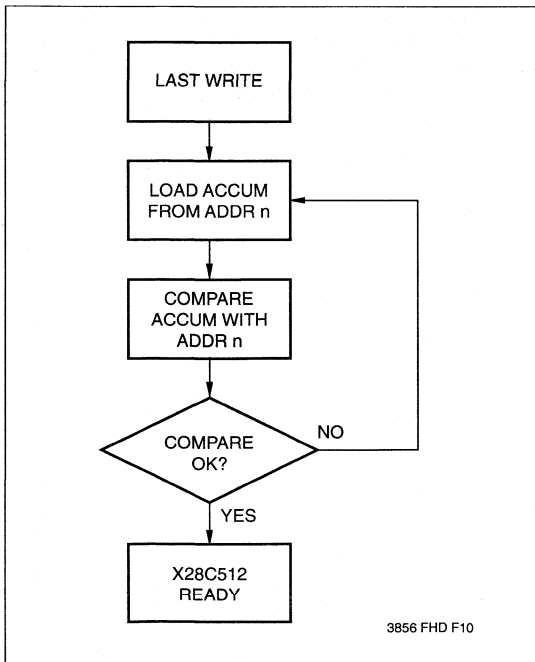 LAST WRITE
LOAD ACCUM
FROM ADDR n
COMPARE
ACCUM WITH
ADDR n
COMPARE
OK?
NO
YES
X28C512
READY
3856 FHD F10